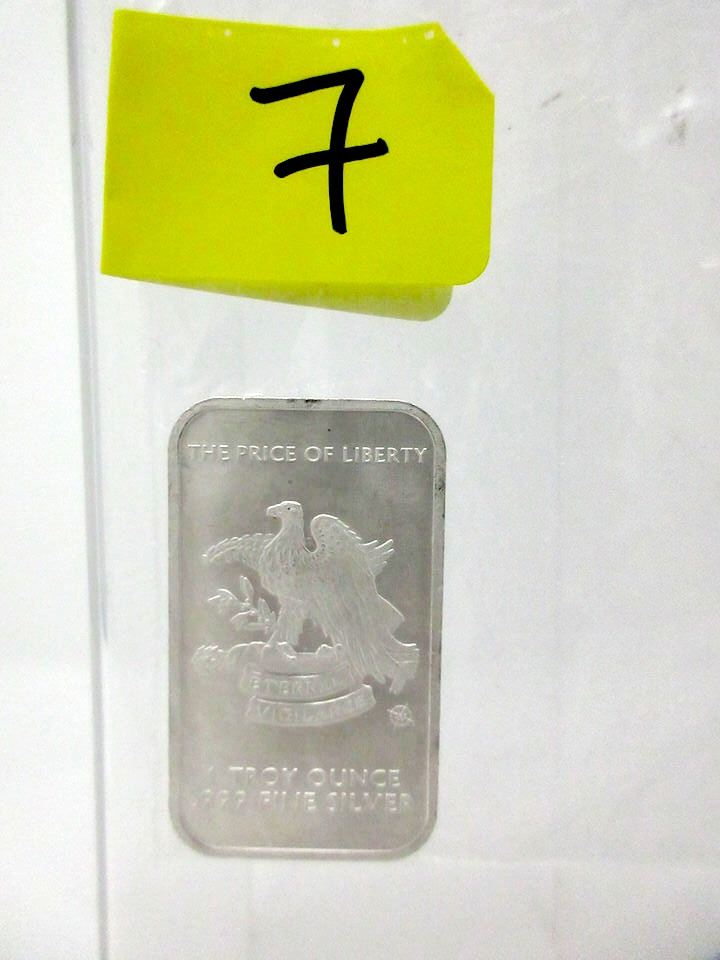 7
THE PRICE OF LIBERTY
ETERNAL
VIGILANCE
1 TROY OUNCE
.999 FINE SILVER